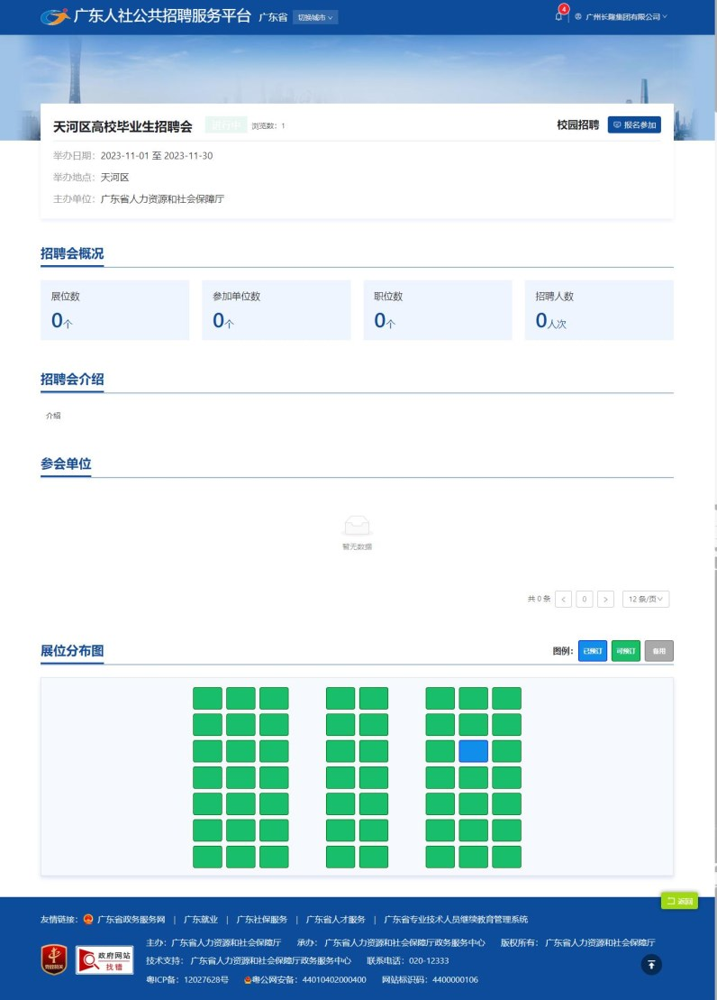 广东人社公共招聘服务平台 广东省 切换城市 4 广州长隆集团有限公司
天河区高校毕业生招聘会 进行中 浏览数：1 校园招聘 报名参加
举办日期：2023-11-01 至 2023-11-30
举办地点：天河区
主办单位：广东省人力资源和社会保障厅
招聘会概况
展位数 参加单位数 职位数 招聘人数
0个 0个 0个 0人次
招聘会介绍
介绍
参会单位
暂无数据
共 0 条 < 0 > 12 条/页
展位分布图 图例： 已预订 可预订 备用
返回
友情链接： 广东省政务服务网 | 广东就业 | 广东社保服务 | 广东省人才服务 | 广东省专业技术人员继续教育管理系统
主办：广东省人力资源和社会保障厅 承办：广东省人力资源和社会保障厅政务服务中心 版权所有：广东省人力资源和社会保障厅
党政机关 政府网站 找错
技术支持：广东省人力资源和社会保障厅政务服务中心 联系电话：020-12333
粤ICP备：12027628号 粤公网安备：44010402000400 网站标识码：4400000106